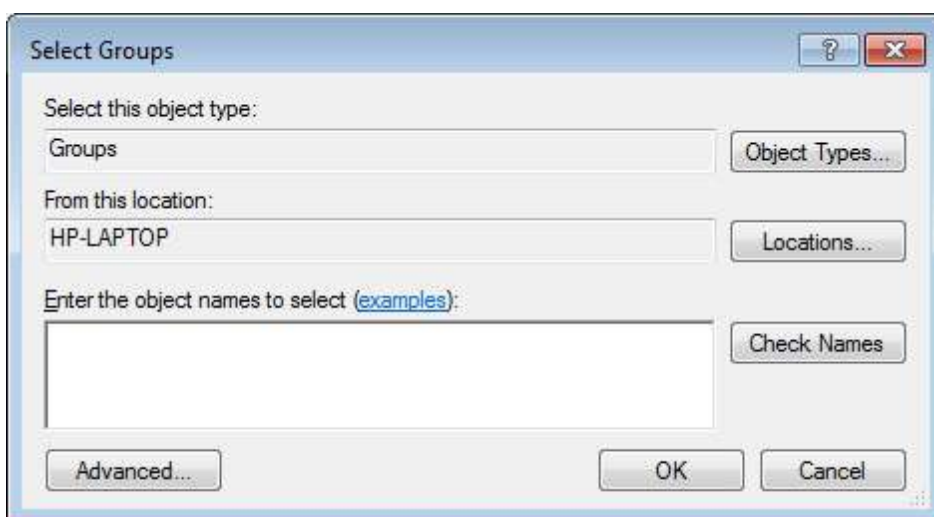 Select Groups
Select this object type:
Groups
Object Types...
From this location:
HP-LAPTOP
Locations...
Enter the object names to select (examples):
Check Names
Advanced...
OK
Cancel